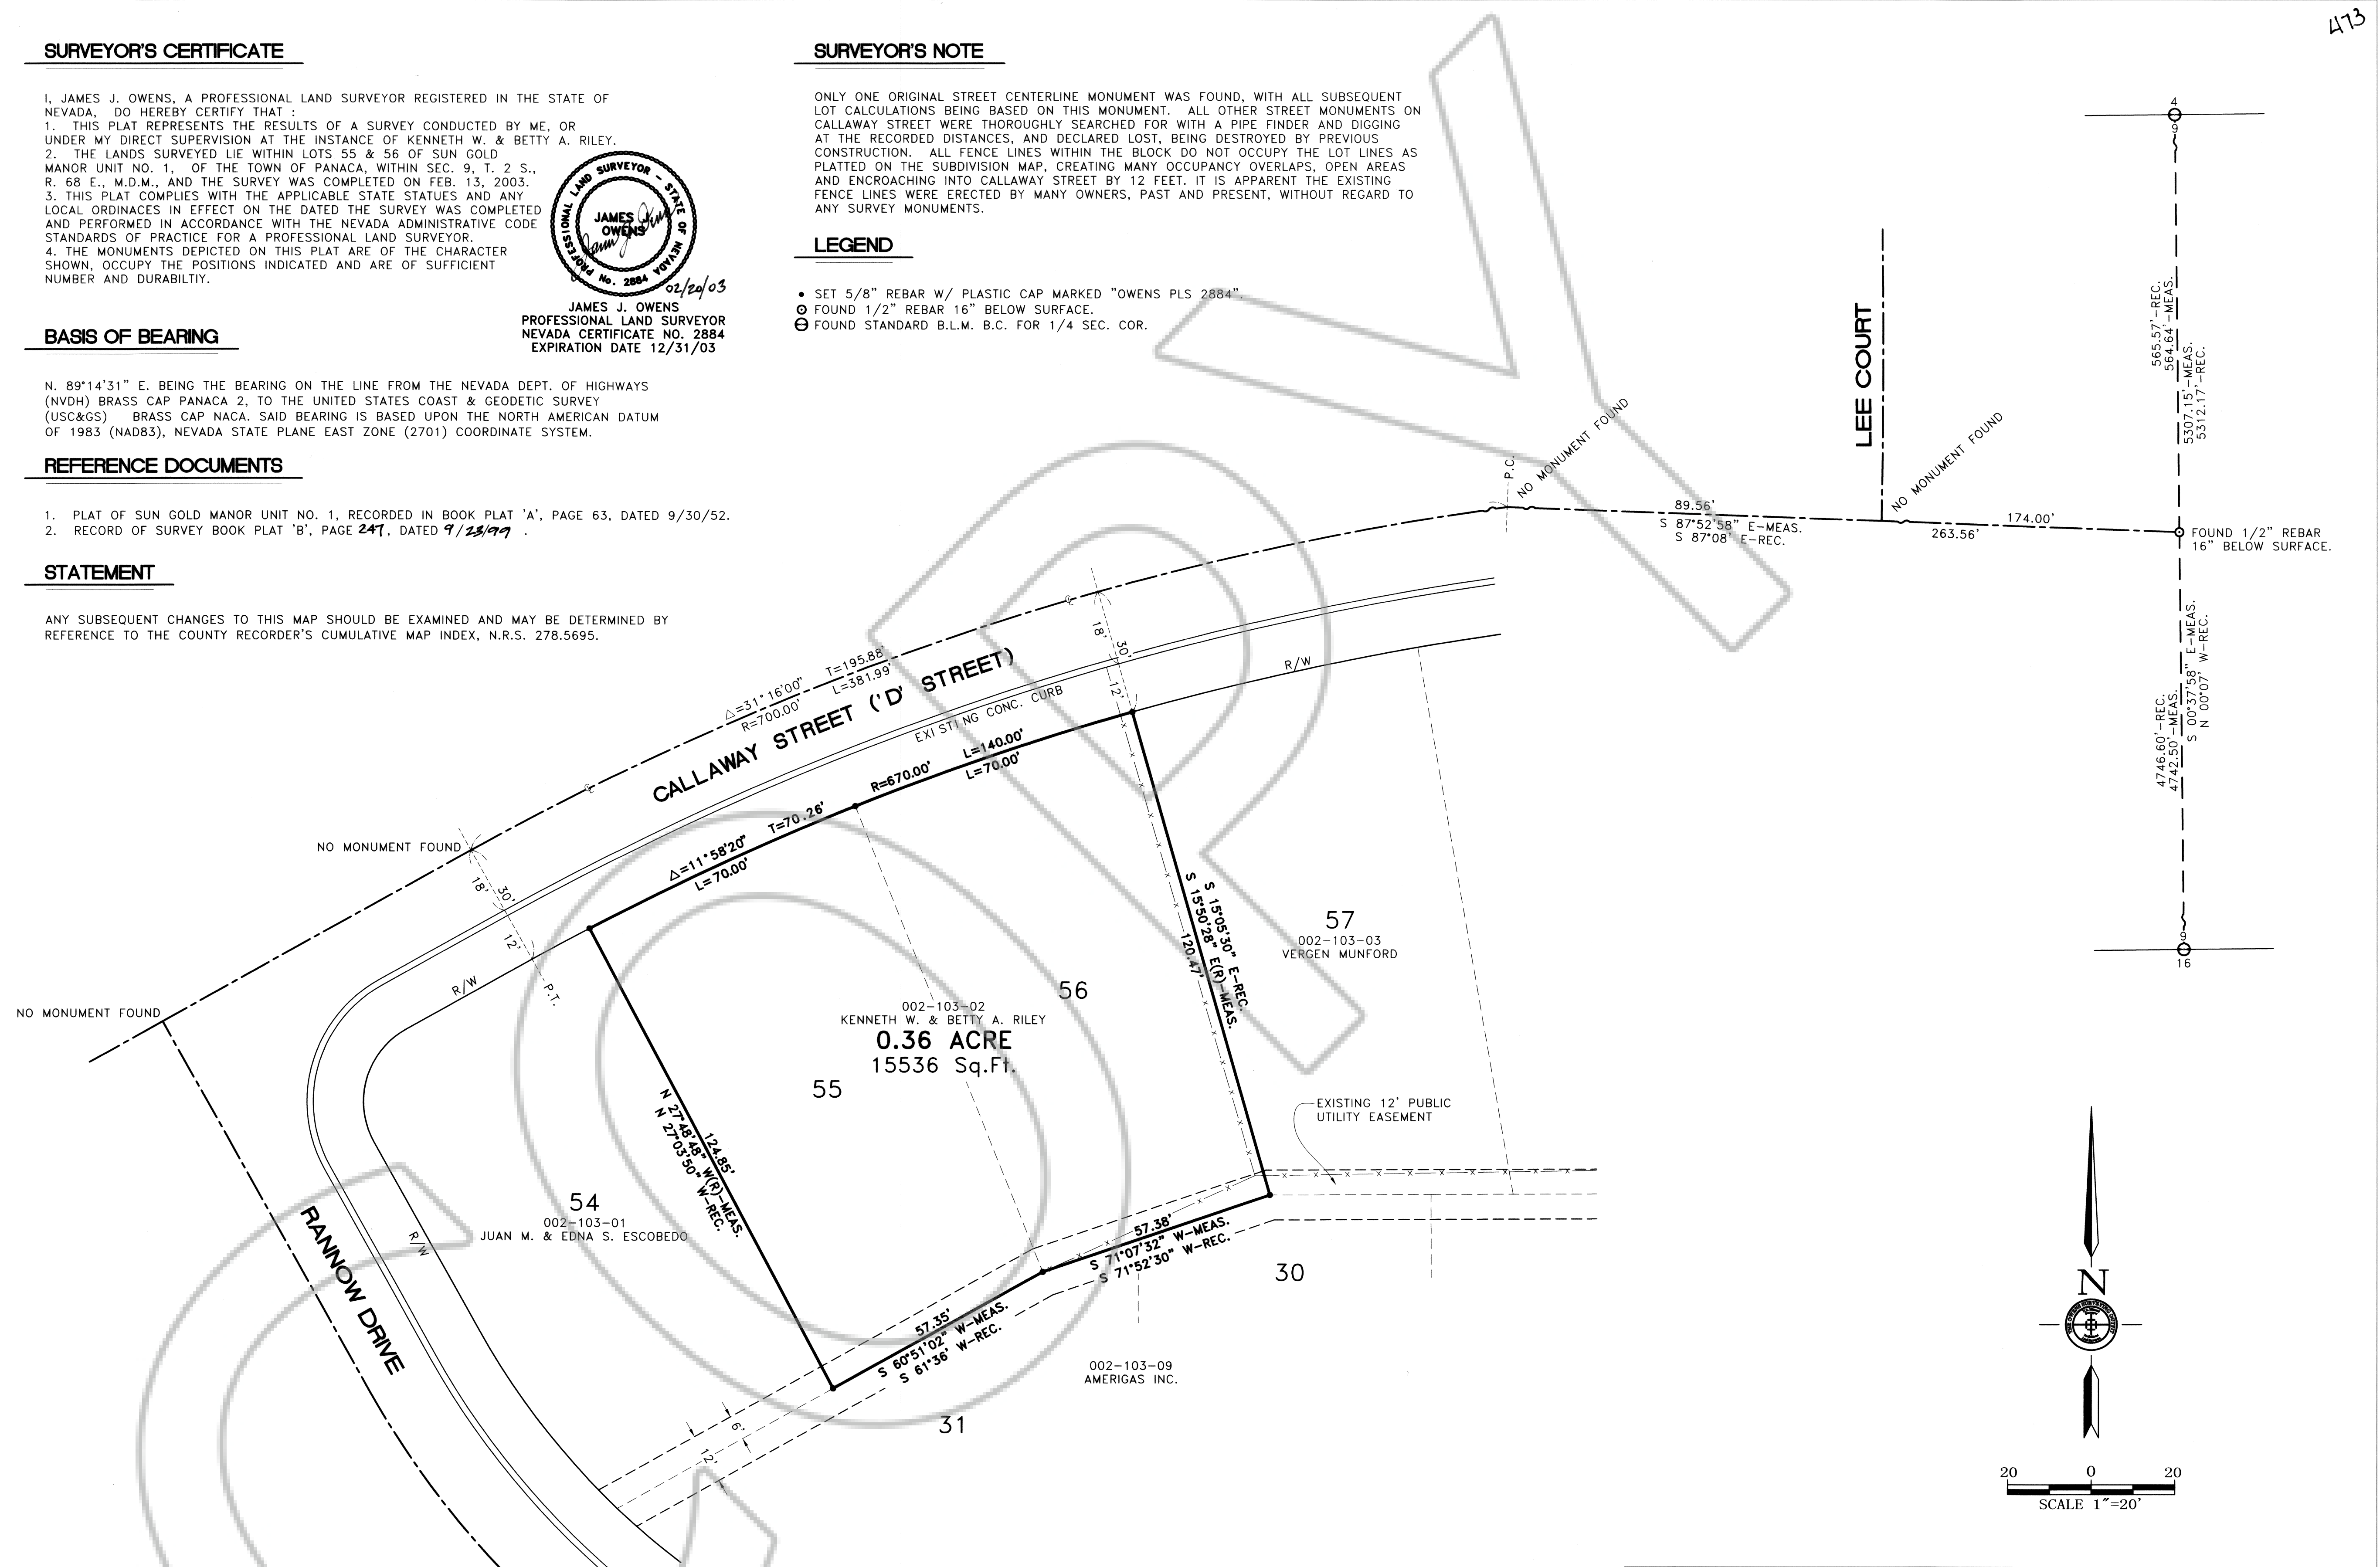 473
SURVEYOR'S CERTIFICATE
I, JAMES J. OWENS, A PROFESSIONAL LAND SURVEYOR REGISTERED IN THE STATE OF
NEVADA, DO HEREBY CERTIFY THAT :
1. THIS PLAT REPRESENTS THE RESULTS OF A SURVEY CONDUCTED BY ME, OR
UNDER MY DIRECT SUPERVISION AT THE INSTANCE OF KENNETH W. & BETTY A. RILEY.
2. THE LANDS SURVEYED LIE WITHIN LOTS 55 & 56 OF SUN GOLD
MANOR UNIT NO. 1, OF THE TOWN OF PANACA, WITHIN SEC. 9, T. 2 S.,
R. 68 E., M.D.M., AND THE SURVEY WAS COMPLETED ON FEB. 13, 2003.
3. THIS PLAT COMPLIES WITH THE APPLICABLE STATE STATUES AND ANY
LOCAL ORDINACES IN EFFECT ON THE DATED THE SURVEY WAS COMPLETED
AND PERFORMED IN ACCORDANCE WITH THE NEVADA ADMINISTRATIVE CODE
STANDARDS OF PRACTICE FOR A PROFESSIONAL LAND SURVEYOR.
4. THE MONUMENTS DEPICTED ON THIS PLAT ARE OF THE CHARACTER
SHOWN, OCCUPY THE POSITIONS INDICATED AND ARE OF SUFFICIENT
NUMBER AND DURABILTIY.
PROFESSIONAL LAND SURVEYOR - STATE OF NEVADA
JAMES J.
OWENS
No. 2884
02/20/03
JAMES J. OWENS
PROFESSIONAL LAND SURVEYOR
NEVADA CERTIFICATE NO. 2884
EXPIRATION DATE 12/31/03
BASIS OF BEARING
N. 89°14'31" E. BEING THE BEARING ON THE LINE FROM THE NEVADA DEPT. OF HIGHWAYS
(NVDH) BRASS CAP PANACA 2, TO THE UNITED STATES COAST & GEODETIC SURVEY
(USC&GS) BRASS CAP NACA. SAID BEARING IS BASED UPON THE NORTH AMERICAN DATUM
OF 1983 (NAD83), NEVADA STATE PLANE EAST ZONE (2701) COORDINATE SYSTEM.
REFERENCE DOCUMENTS
1. PLAT OF SUN GOLD MANOR UNIT NO. 1, RECORDED IN BOOK PLAT 'A', PAGE 63, DATED 9/30/52.
2. RECORD OF SURVEY BOOK PLAT 'B', PAGE 247, DATED 9/23/99 .
STATEMENT
ANY SUBSEQUENT CHANGES TO THIS MAP SHOULD BE EXAMINED AND MAY BE DETERMINED BY
REFERENCE TO THE COUNTY RECORDER'S CUMULATIVE MAP INDEX, N.R.S. 278.5695.
SURVEYOR'S NOTE
ONLY ONE ORIGINAL STREET CENTERLINE MONUMENT WAS FOUND, WITH ALL SUBSEQUENT
LOT CALCULATIONS BEING BASED ON THIS MONUMENT. ALL OTHER STREET MONUMENTS ON
CALLAWAY STREET WERE THOROUGHLY SEARCHED FOR WITH A PIPE FINDER AND DIGGING
AT THE RECORDED DISTANCES, AND DECLARED LOST, BEING DESTROYED BY PREVIOUS
CONSTRUCTION. ALL FENCE LINES WITHIN THE BLOCK DO NOT OCCUPY THE LOT LINES AS
PLATTED ON THE SUBDIVISION MAP, CREATING MANY OCCUPANCY OVERLAPS, OPEN AREAS
AND ENCROACHING INTO CALLAWAY STREET BY 12 FEET. IT IS APPARENT THE EXISTING
FENCE LINES WERE ERECTED BY MANY OWNERS, PAST AND PRESENT, WITHOUT REGARD TO
ANY SURVEY MONUMENTS.
LEGEND
SET 5/8" REBAR W/ PLASTIC CAP MARKED "OWENS PLS 2884".
FOUND 1/2" REBAR 16" BELOW SURFACE.
FOUND STANDARD B.L.M. B.C. FOR 1/4 SEC. COR.
4
9
565.57'-REC.
564.64'-MEAS.
5307.15'-MEAS.
5312.17'-REC.
LEE COURT
NO MONUMENT FOUND
NO MONUMENT FOUND
P.C.
89.56'
S 87°52'58" E-MEAS.
S 87°08' E-REC.
174.00'
263.56'
FOUND 1/2" REBAR
16" BELOW SURFACE.
4746.60'-REC.
4742.50'-MEAS.
S 00°37'58" E-MEAS.
N 00°07' W-REC.
9
16
Δ=31°16'00" T=195.88'
R=700.00' L=381.99'
CALLAWAY STREET ('D' STREET)
EXISTING CONC. CURB
18'
30'
12'
R/W
NO MONUMENT FOUND
18'
30'
12'
P.T.
R/W
NO MONUMENT FOUND
Δ=11°58'20" T=70.26'
L=70.00'
R=670.00' L=140.00'
L=70.00'
S 15°05'30" E-REC.
S 15°50'28" E(R)-MEAS.
120.47'
57
002-103-03
VERGEN MUNFORD
56
002-103-02
KENNETH W. & BETTY A. RILEY
0.36 ACRE
15536 Sq.Ft.
55
124.85'
N 27°48'48" W(R)-MEAS.
N 27°03'50" W-REC.
54
002-103-01
JUAN M. & EDNA S. ESCOBEDO
R/W
RANNOW DRIVE
EXISTING 12' PUBLIC
UTILITY EASEMENT
57.38'
S 71°07'32" W-MEAS.
S 71°52'30" W-REC.
57.35'
S 60°51'02" W-MEAS.
S 61°36' W-REC.
30
002-103-09
AMERIGAS INC.
31
6'
12'
N
20 0 20
SCALE 1"=20'
COPY